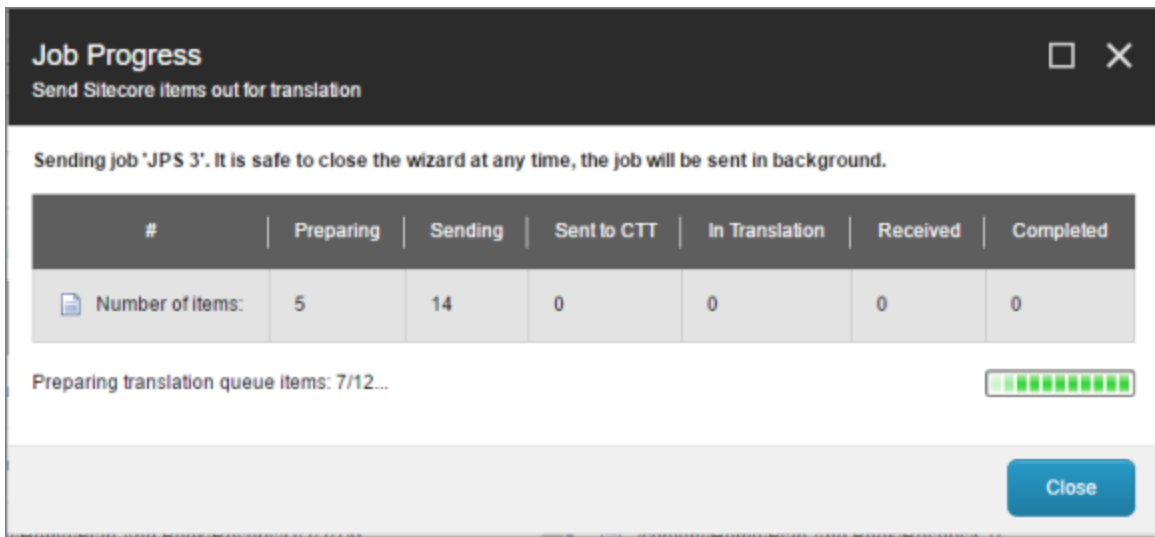 Job Progress
Send Sitecore items out for translation
Sending job 'JPS 3'. It is safe to close the wizard at any time, the job will be sent in background.
# Preparing Sending Sent to CTT In Translation Received Completed
Number of items: 5 14 0 0 0 0
Preparing translation queue items: 7/12...
Close